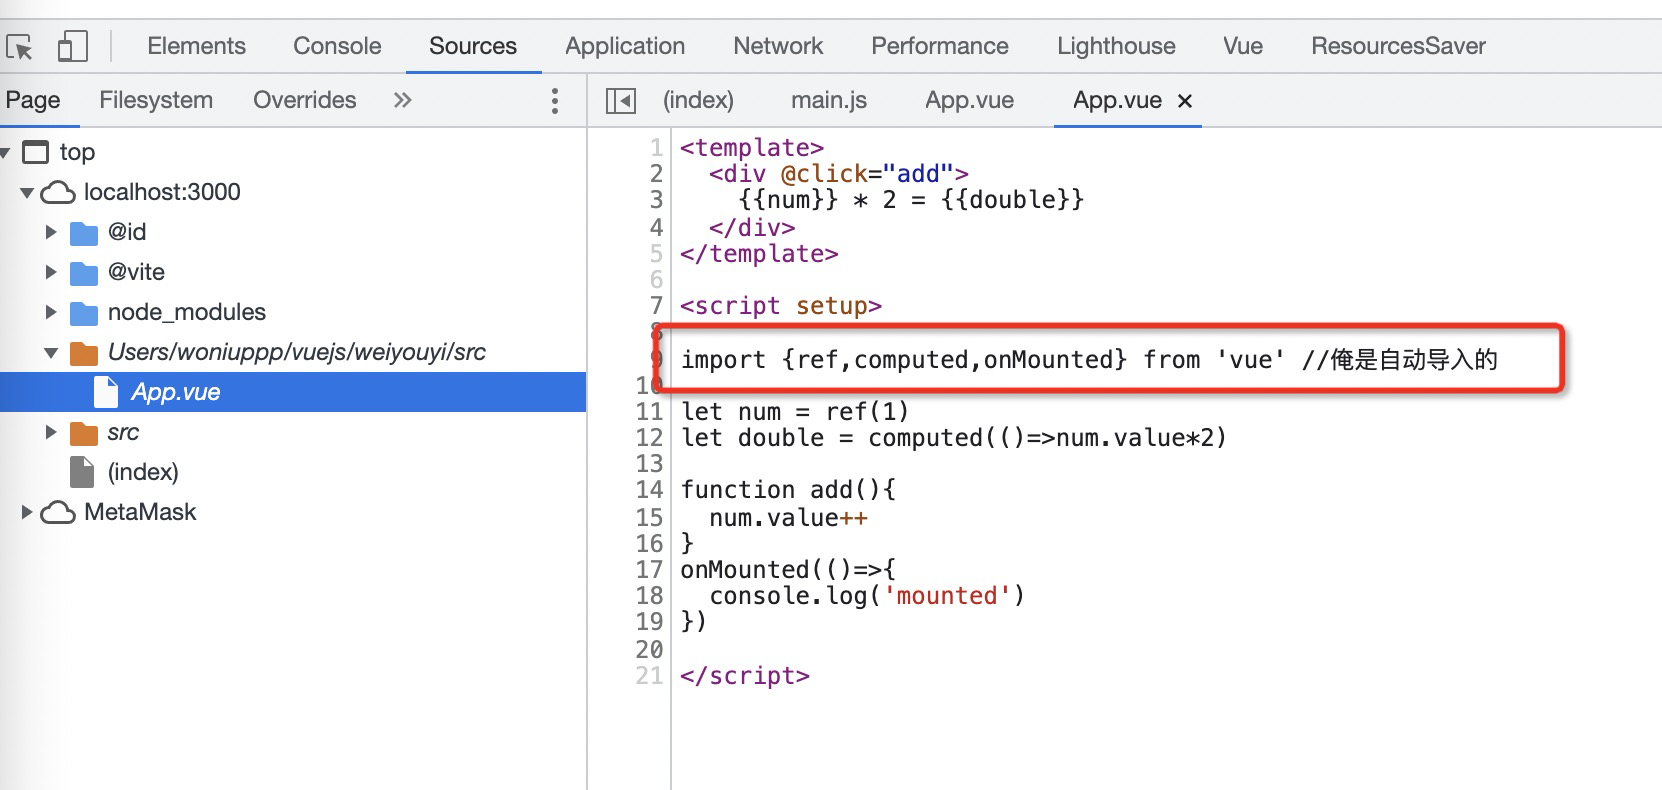 Elements Console Sources Application Network Performance Lighthouse Vue ResourcesSaver
Page Filesystem Overrides » (index) main.js App.vue App.vue ×
top
localhost:3000
@id
@vite
node_modules
Users/woniuppp/vuejs/weiyouyi/src
App.vue
src
(index)
MetaMask
1 <template>
2   <div @click="add">
3     {{num}} * 2 = {{double}}
4   </div>
5 </template>
6
7 <script setup>
8
9 import {ref,computed,onMounted} from 'vue' //俺是自动导入的
10
11 let num = ref(1)
12 let double = computed(()=>num.value*2)
13
14 function add(){
15   num.value++
16 }
17 onMounted(()=>{
18   console.log('mounted')
19 })
20
21 </script>